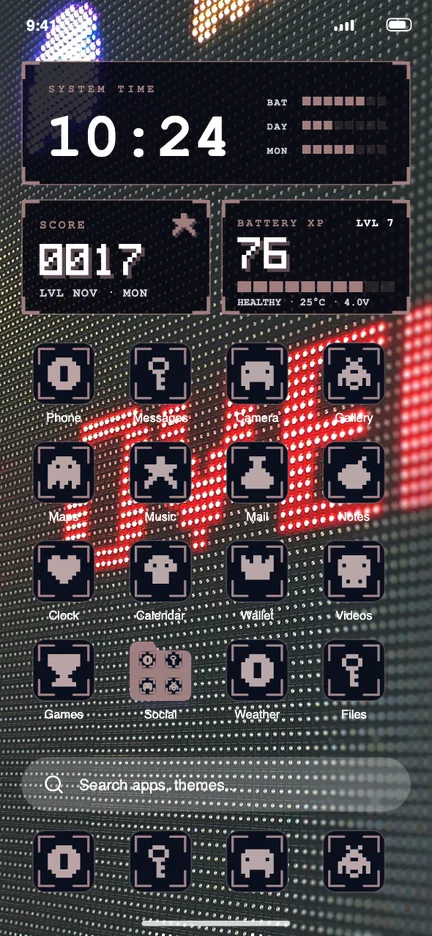 9:41
SYSTEM TIME
10:24
BAT
DAY
MON
SCORE
0017
LVL NOV · MON
BATTERY XP LVL 7
76
HEALTHY · 25°C · 4.0V
Phone Messages Camera Gallery
Maps Music Mail Notes
Clock Calendar Wallet Videos
Games Social Weather Files
Search apps, themes...